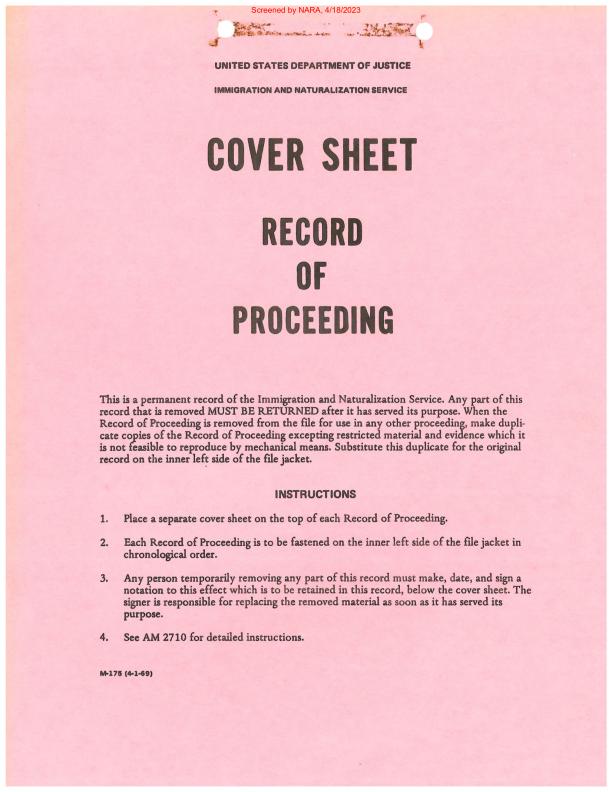 Screened by NARA, 4/18/2023
UNITED STATES DEPARTMENT OF JUSTICE
IMMIGRATION AND NATURALIZATION SERVICE
COVER SHEET
RECORD
OF
PROCEEDING
This is a permanent record of the Immigration and Naturalization Service. Any part of this
record that is removed MUST BE RETURNED after it has served its purpose. When the
Record of Proceeding is removed from the file for use in any other proceeding, make dupli-
cate copies of the Record of Proceeding excepting restricted material and evidence which it
is not feasible to reproduce by mechanical means. Substitute this duplicate for the original
record on the inner left side of the file jacket.
INSTRUCTIONS
1. Place a separate cover sheet on the top of each Record of Proceeding.
2. Each Record of Proceeding is to be fastened on the inner left side of the file jacket in
chronological order.
3. Any person temporarily removing any part of this record must make, date, and sign a
notation to this effect which is to be retained in this record, below the cover sheet. The
signer is responsible for replacing the removed material as soon as it has served its
purpose.
4. See AM 2710 for detailed instructions.
M-175 (4-1-69)